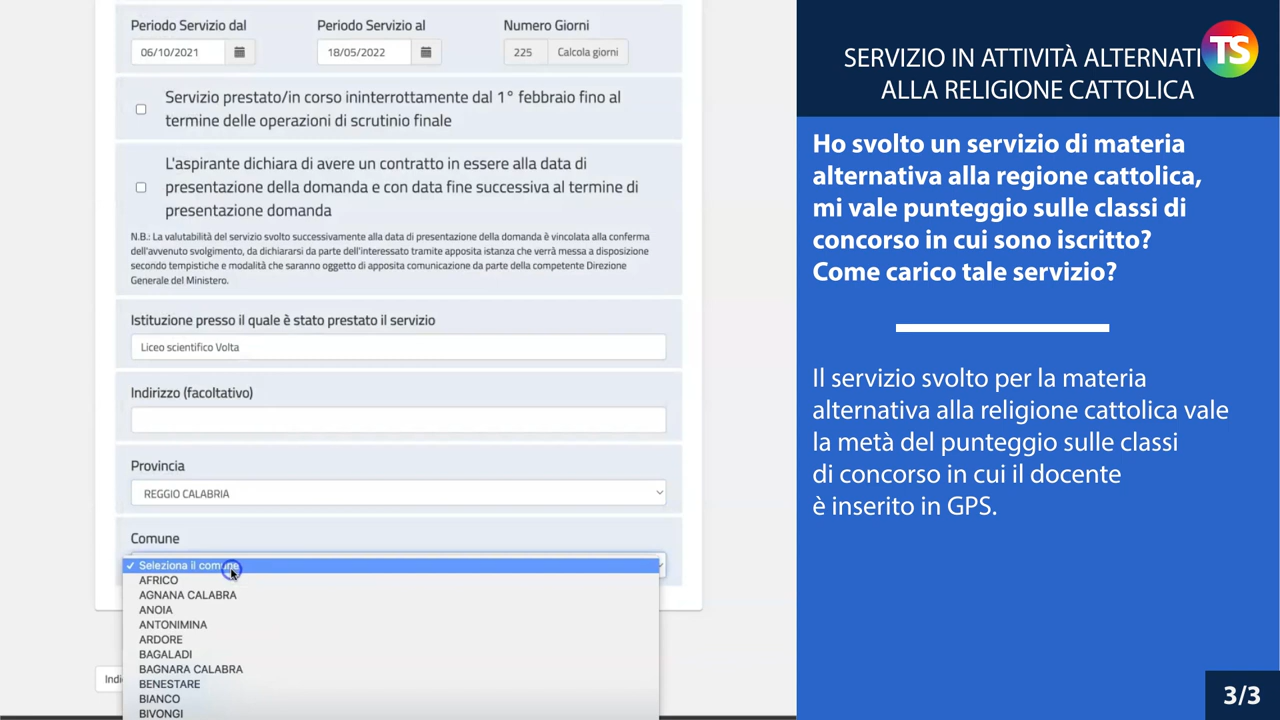 Periodo Servizio dal
Periodo Servizio al
Numero Giorni
06/10/2021
18/05/2022
225
Calcola giorni
Servizio prestato/in corso ininterrottamente dal 1° febbraio fino al
termine delle operazioni di scrutinio finale
L'aspirante dichiara di avere un contratto in essere alla data di
presentazione della domanda e con data fine successiva al termine di
presentazione domanda
N.B.: La valutabilità del servizio svolto successivamente alla data di presentazione della domanda è vincolata alla conferma
dell'avvenuto svolgimento, da dichiararsi da parte dell'interessato tramite apposita istanza che verrà messa a disposizione
secondo tempistiche e modalità che saranno oggetto di apposita comunicazione da parte della competente Direzione
Generale del Ministero.
Istituzione presso il quale è stato prestato il servizio
Liceo scientifico Volta
Indirizzo (facoltativo)
Provincia
REGGIO CALABRIA
Comune
✓ Seleziona il comune
AFRICO
AGNANA CALABRA
ANOIA
ANTONIMINA
ARDORE
BAGALADI
BAGNARA CALABRA
BENESTARE
BIANCO
BIVONGI
Indi
SERVIZIO IN ATTIVITÀ ALTERNATI
ALLA RELIGIONE CATTOLICA
TS
Ho svolto un servizio di materia
alternativa alla regione cattolica,
mi vale punteggio sulle classi di
concorso in cui sono iscritto?
Come carico tale servizio?
Il servizio svolto per la materia
alternativa alla religione cattolica vale
la metà del punteggio sulle classi
di concorso in cui il docente
è inserito in GPS.
3/3